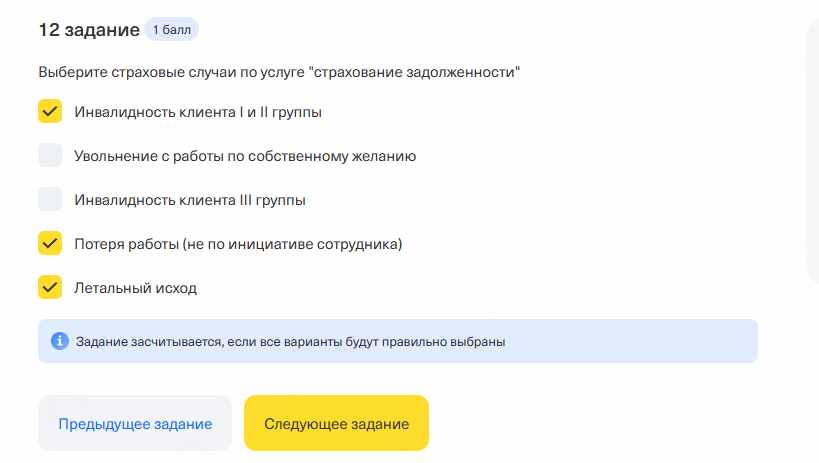 12 задание 1 балл
Выберите страховые случаи по услуге "страхование задолженности"
Инвалидность клиента I и II группы
Увольнение с работы по собственному желанию
Инвалидность клиента III группы
Потеря работы (не по инициативе сотрудника)
Летальный исход
Задание засчитывается, если все варианты будут правильно выбраны
Предыдущее задание Следующее задание